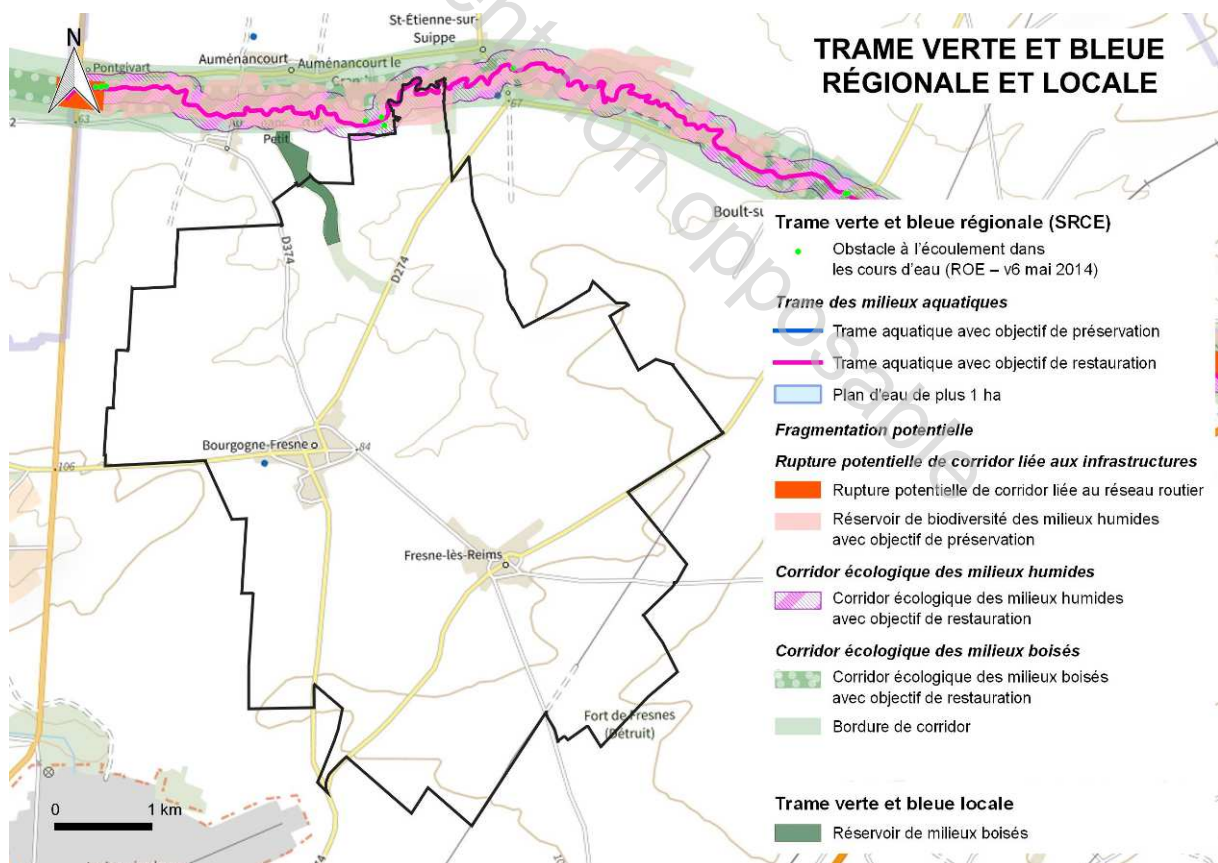 TRAME VERTE ET BLEUE
RÉGIONALE ET LOCALE
N
St-Étienne-sur-
Suippe
Auménancourt
Auménancourt le
Pontgivart
67
63
2
Petit
Boult-su
D374
D274
Bourgogne-Fresne
84
106
Fresne-lès-Reims
Fort de Fresnes
(Détruit)
0
1 km
Trame verte et bleue régionale (SRCE)
Obstacle à l'écoulement dans
les cours d'eau (ROE – v6 mai 2014)
Trame des milieux aquatiques
Trame aquatique avec objectif de préservation
Trame aquatique avec objectif de restauration
Plan d'eau de plus 1 ha
Fragmentation potentielle
Rupture potentielle de corridor liée aux infrastructures
Rupture potentielle de corridor liée au réseau routier
Réservoir de biodiversité des milieux humides
avec objectif de préservation
Corridor écologique des milieux humides
Corridor écologique des milieux humides
avec objectif de restauration
Corridor écologique des milieux boisés
Corridor écologique des milieux boisés
avec objectif de restauration
Bordure de corridor
Trame verte et bleue locale
Réservoir de milieux boisés
opposable